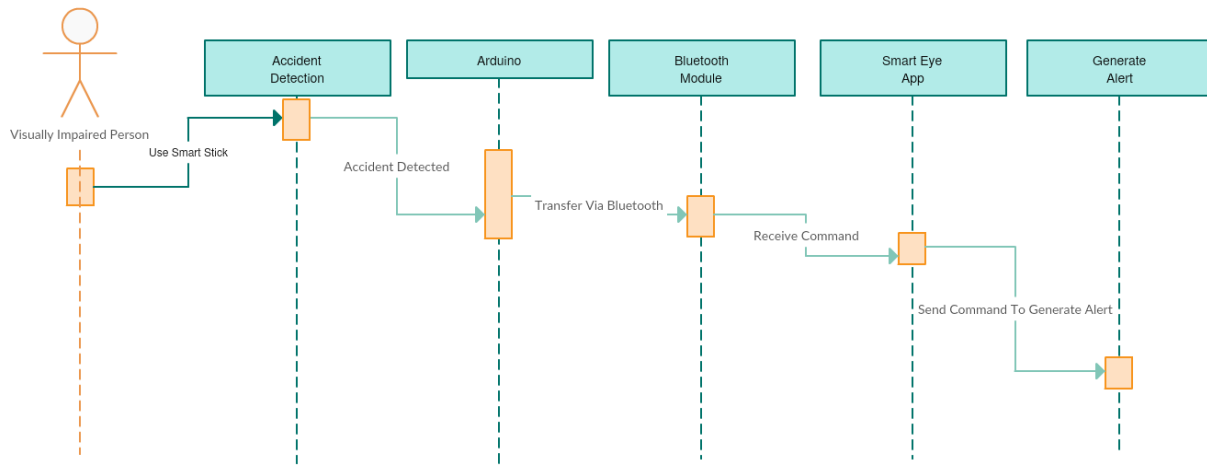 Accident
Detection
Arduino
Bluetooth
Module
Smart Eye
App
Generate
Alert
Visually Impaired Person
Use Smart Stick
Accident Detected
Transfer Via Bluetooth
Receive Command
Send Command To Generate Alert